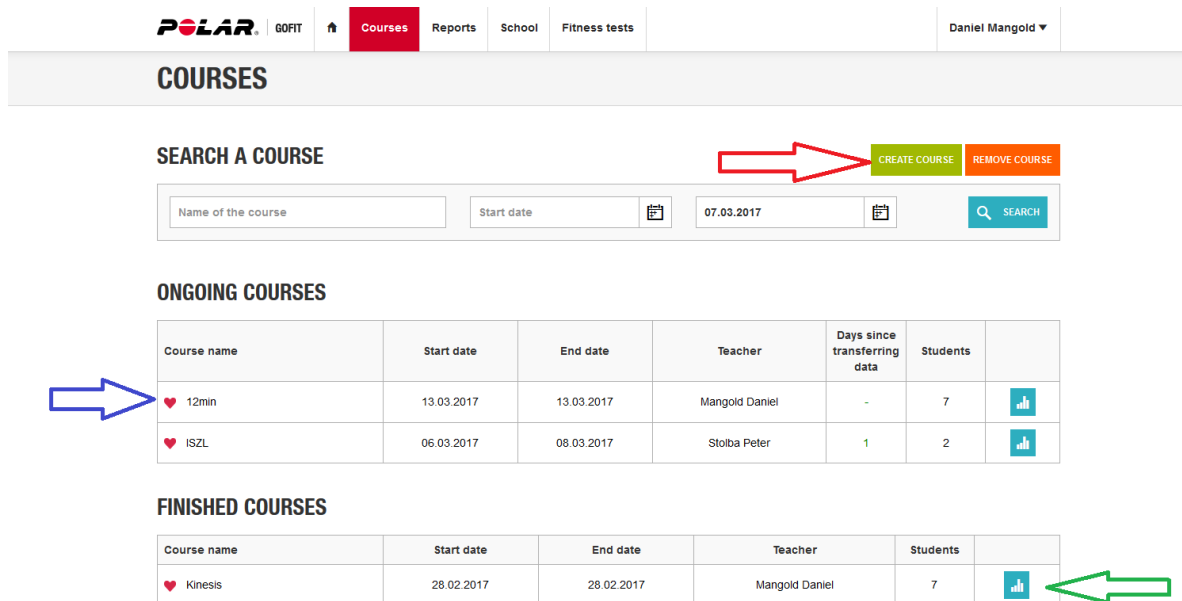 POLAR. GOFIT Courses Reports School Fitness tests Daniel Mangold ▼
COURSES
SEARCH A COURSE
CREATE COURSE REMOVE COURSE
Name of the course Start date 07.03.2017 SEARCH
ONGOING COURSES
Course name Start date End date Teacher Days since transferring data Students
12min 13.03.2017 13.03.2017 Mangold Daniel - 7
ISZL 06.03.2017 08.03.2017 Stolba Peter 1 2
FINISHED COURSES
Course name Start date End date Teacher Students
Kinesis 28.02.2017 28.02.2017 Mangold Daniel 7